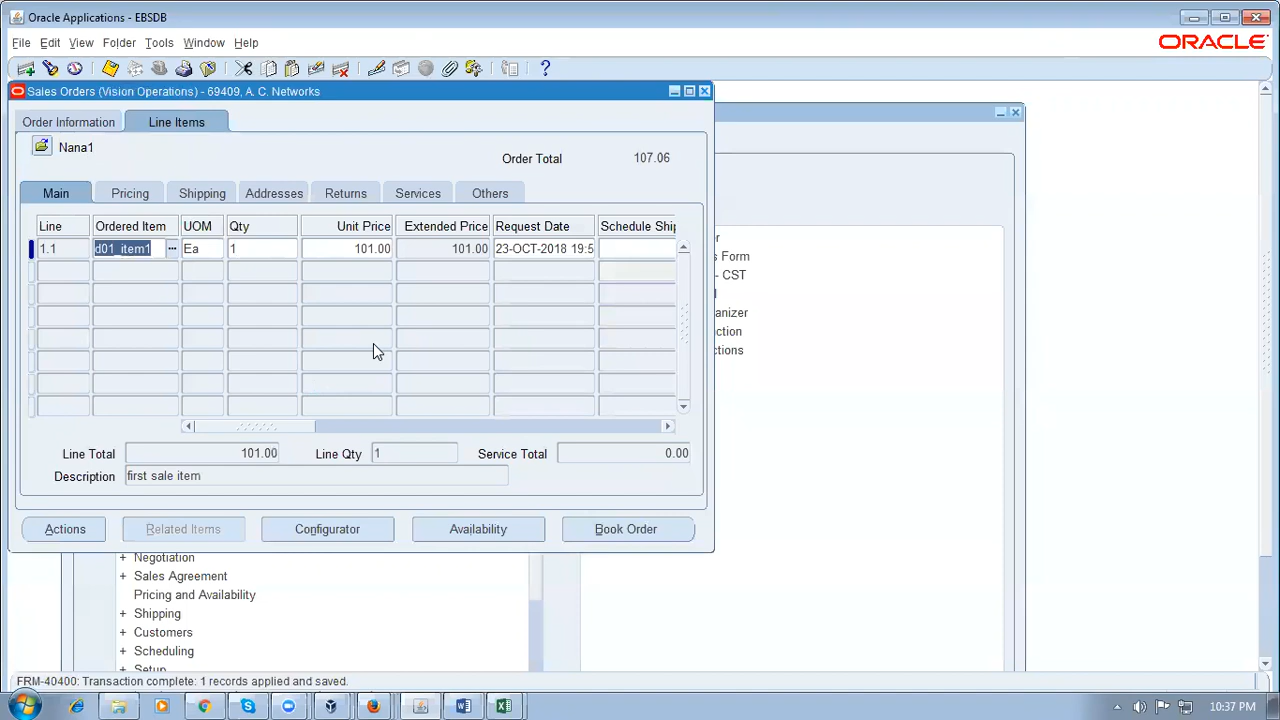 Oracle Applications - EBSDB
File Edit View Folder Tools Window Help
ORACLE
Sales Orders (Vision Operations) - 69409, A. C. Networks
Order Information Line Items
Nana1
Order Total 107.06
Main Pricing Shipping Addresses Returns Services Others
Line Ordered Item UOM Qty Unit Price Extended Price Request Date Schedule Ship
1.1 d01_item1 ... Ea 1 101.00 101.00 23-OCT-2018 19:5
Line Total 101.00 Line Qty 1 Service Total 0.00
Description first sale item
Actions Related Items Configurator Availability Book Order
er
s Form
- CST
l
anizer
ction
ctions
+ Negotiation
+ Sales Agreement
Pricing and Availability
+ Shipping
+ Customers
+ Scheduling
+ Setup
FRM-40400: Transaction complete: 1 records applied and saved.
10:37 PM